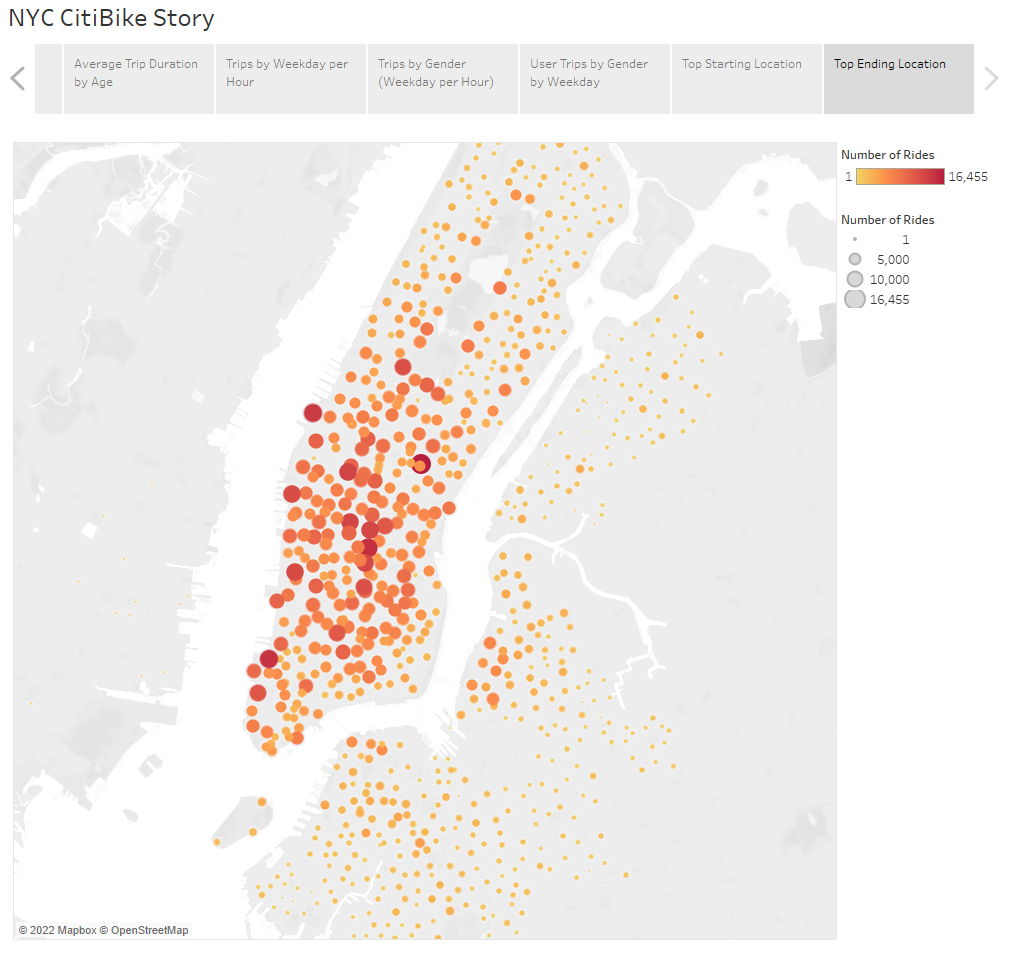 NYC CitiBike Story
Average Trip Duration
by Age
Trips by Weekday per
Hour
Trips by Gender
(Weekday per Hour)
User Trips by Gender
by Weekday
Top Starting Location
Top Ending Location
Number of Rides
1 16,455
Number of Rides
1
5,000
10,000
16,455
© 2022 Mapbox © OpenStreetMap